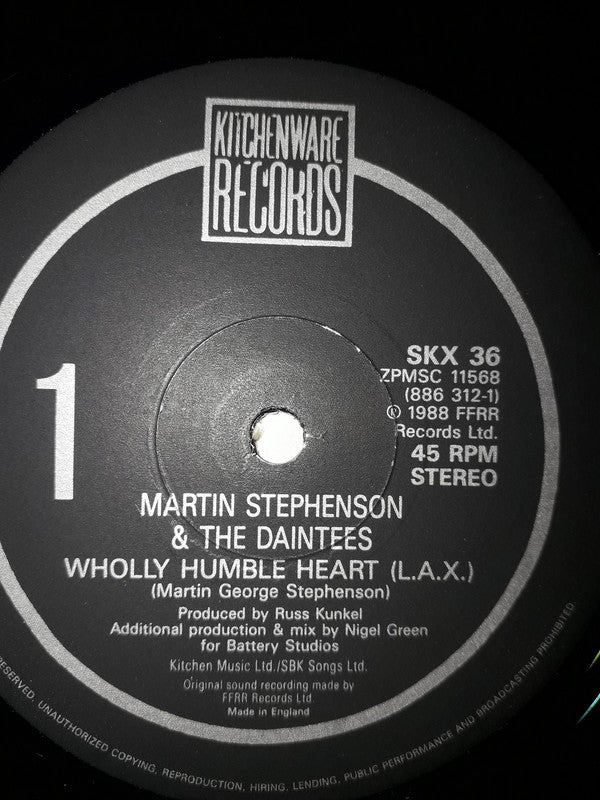 KITCHENWARE
RECORDS
1
SKX 36
ZPMSC 11568
(886 312-1)
℗ 1988 FFRR
Records Ltd.
45 RPM
STEREO
MARTIN STEPHENSON
& THE DAINTEES
WHOLLY HUMBLE HEART (L.A.X.)
(Martin George Stephenson)
Produced by Russ Kunkel
Additional production & mix by Nigel Green
for Battery Studios
Kitchen Music Ltd./SBK Songs Ltd.
Original sound recording made by
FFRR Records Ltd.
Made in England
RESERVED. UNAUTHORIZED COPYING, REPRODUCTION, HIRING, LENDING, PUBLIC PERFORMANCE AND BROADCASTING PROHIBITED.